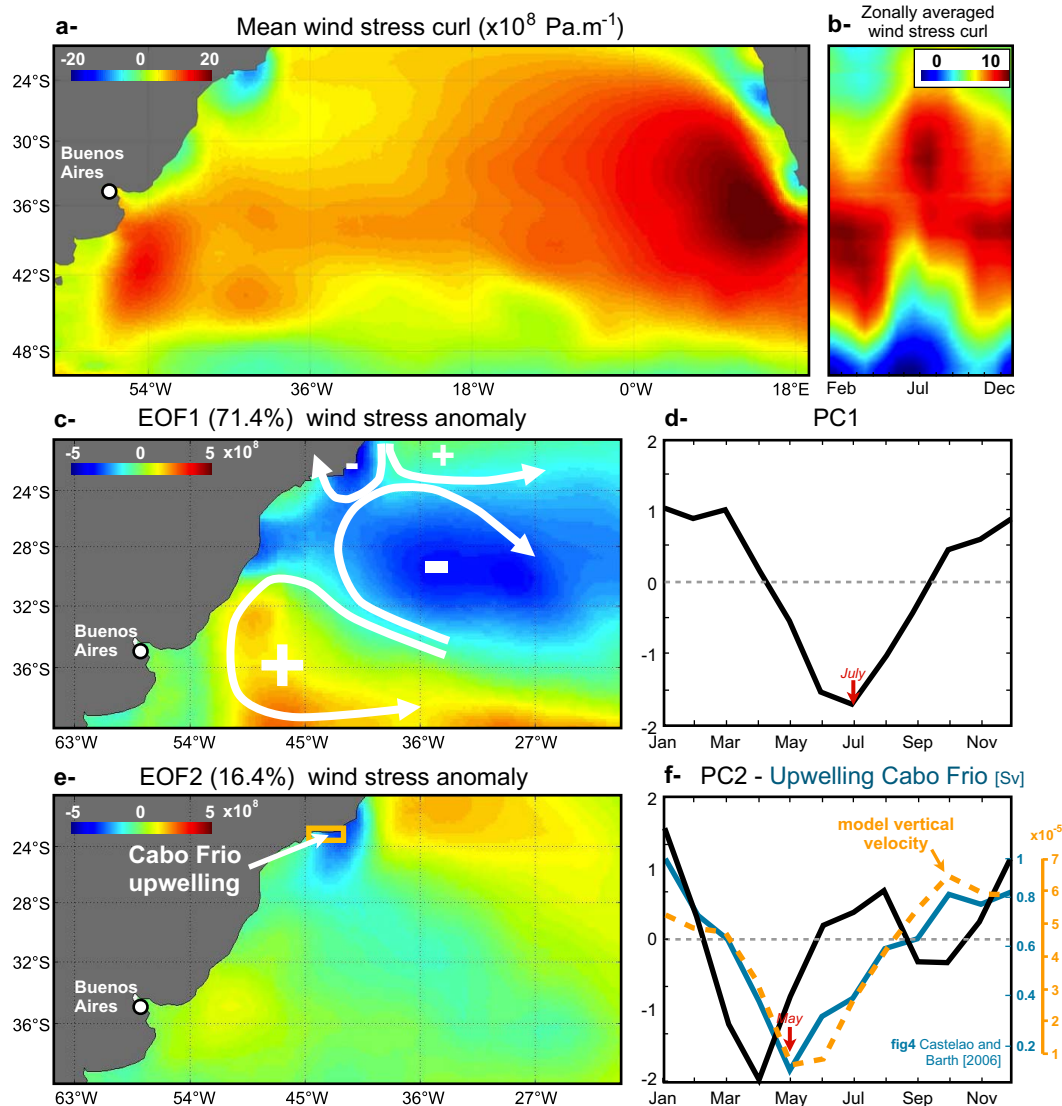 a- Mean wind stress curl (x10⁸ Pa.m⁻¹)
-20 0 20
24°S
30°S
36°S
42°S
48°S
Buenos
Aires
54°W 36°W 18°W 0°W 18°E
b- Zonally averaged
wind stress curl
0 10
Feb Jul Dec
c- EOF1 (71.4%) wind stress anomaly
-5 0 5 x10⁸
- +
-
+
24°S
28°S
32°S
36°S
Buenos
Aires
63°W 54°W 45°W 36°W 27°W
d- PC1
2
1
0
-1
-2
July
Jan Mar May Jul Sep Nov
e- EOF2 (16.4%) wind stress anomaly
-5 0 5 x10⁸
Cabo Frio
upwelling
24°S
28°S
32°S
36°S
Buenos
Aires
63°W 54°W 45°W 36°W 27°W
f- PC2 - Upwelling Cabo Frio [Sv]
2
1
0
-1
-2
model vertical
velocity
May
fig4 Castelao and
Barth [2006]
1
0.8
0.6
0.4
0.2
x10⁻⁵
7
6
5
4
3
2
1
Jan Mar May Jul Sep Nov